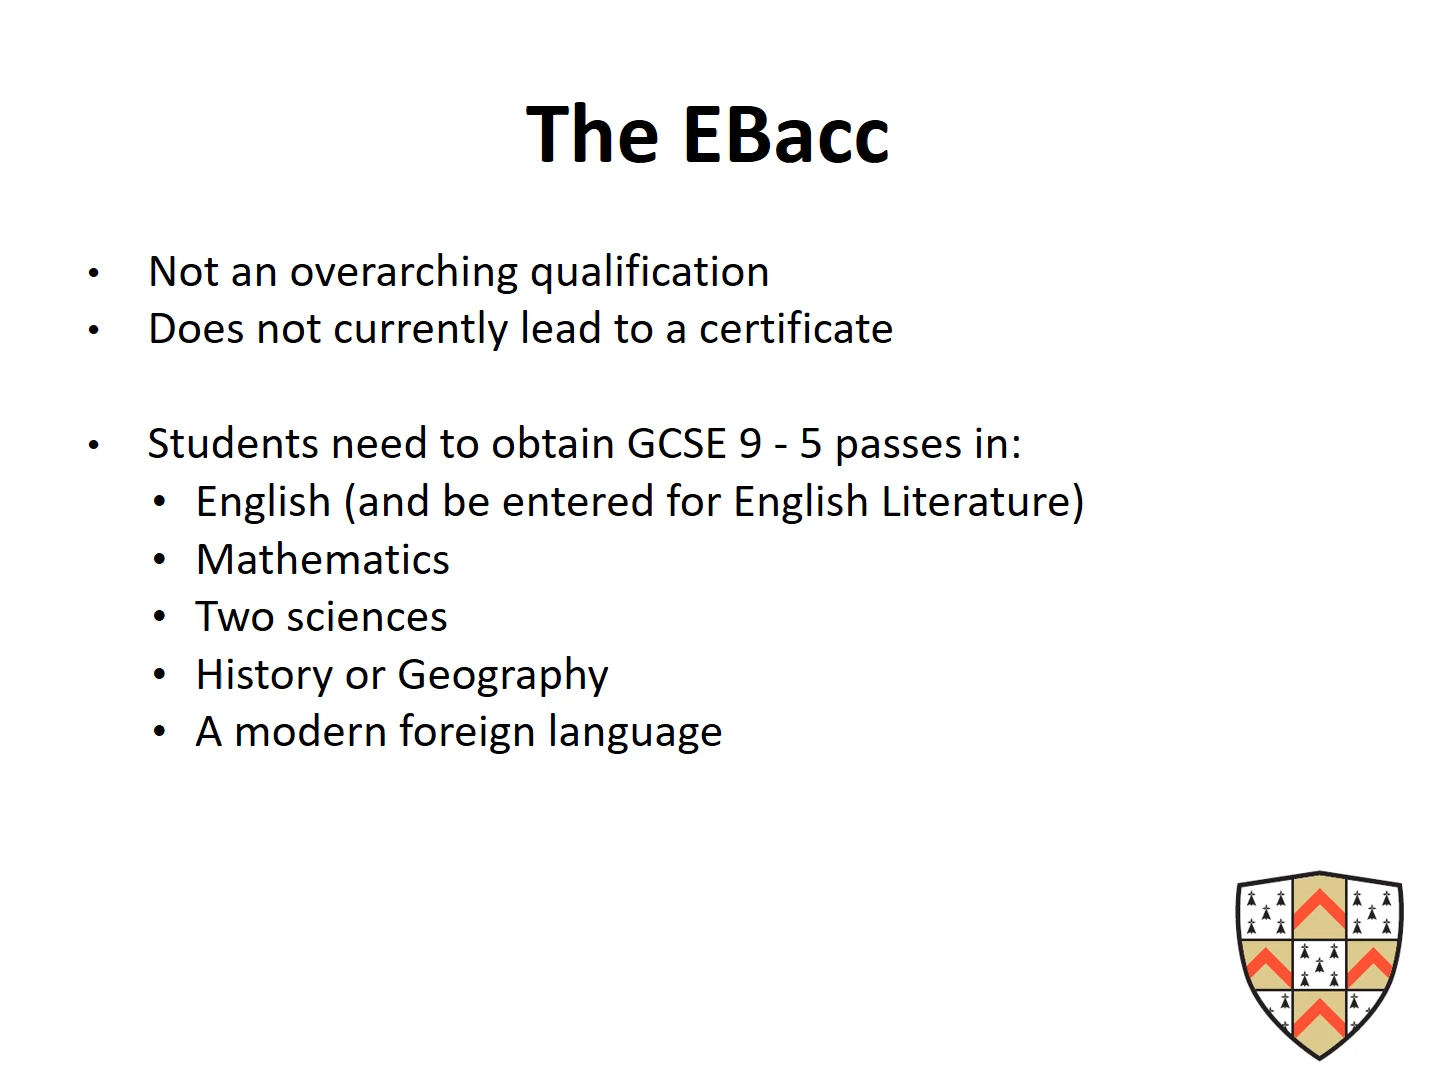 The EBacc
• Not an overarching qualification
• Does not currently lead to a certificate
• Students need to obtain GCSE 9 - 5 passes in:
• English (and be entered for English Literature)
• Mathematics
• Two sciences
• History or Geography
• A modern foreign language